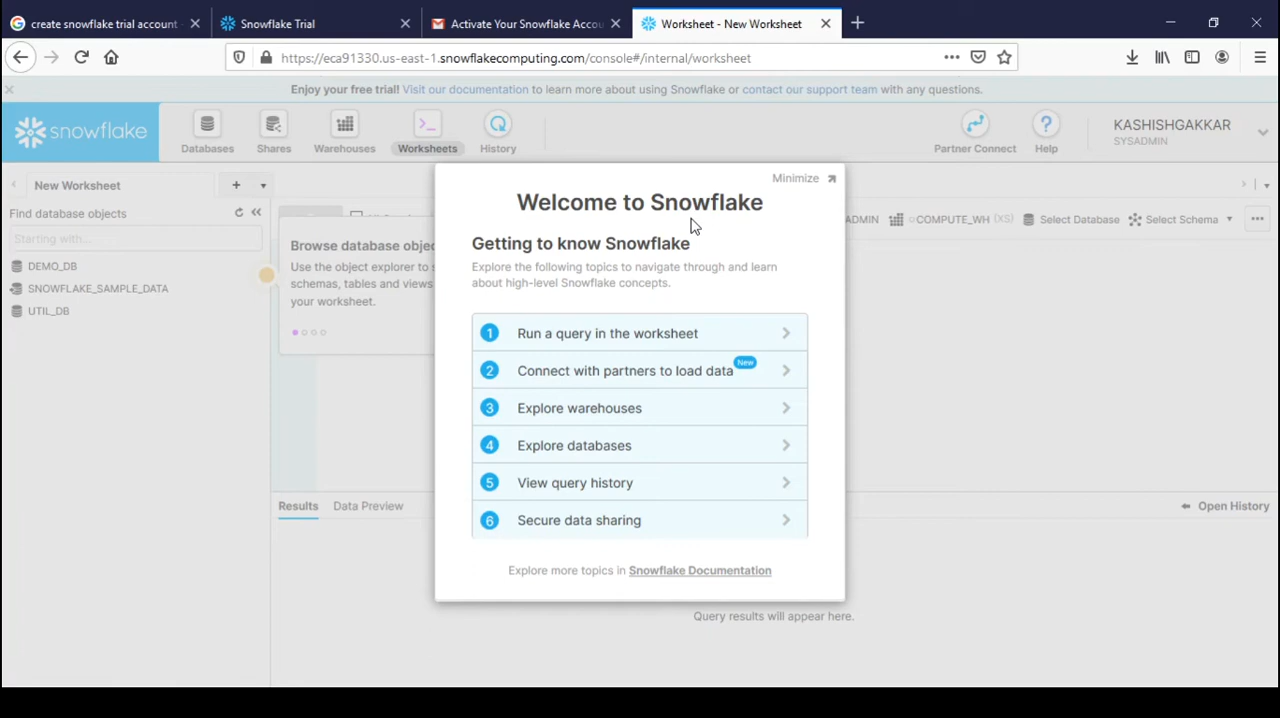 create snowflake trial account
Snowflake Trial
Activate Your Snowflake Accou
Worksheet - New Worksheet
https://eca91330.us-east-1.snowflakecomputing.com/console#/internal/worksheet
Enjoy your free trial! Visit our documentation to learn more about using Snowflake or contact our support team with any questions.
snowflake
Databases
Shares
Warehouses
Worksheets
History
Partner Connect
Help
KASHISHGAKKAR
SYSADMIN
New Worksheet
Find database objects
Starting with...
DEMO_DB
SNOWFLAKE_SAMPLE_DATA
UTIL_DB
ADMIN
COMPUTE_WH (XS)
Select Database
Select Schema
Browse database objec
Use the object explorer to s
schemas, tables and views
your worksheet.
Minimize
Welcome to Snowflake
Getting to know Snowflake
Explore the following topics to navigate through and learn
about high-level Snowflake concepts.
1 Run a query in the worksheet
2 Connect with partners to load data New
3 Explore warehouses
4 Explore databases
5 View query history
6 Secure data sharing
Explore more topics in Snowflake Documentation
Results
Data Preview
Open History
Query results will appear here.